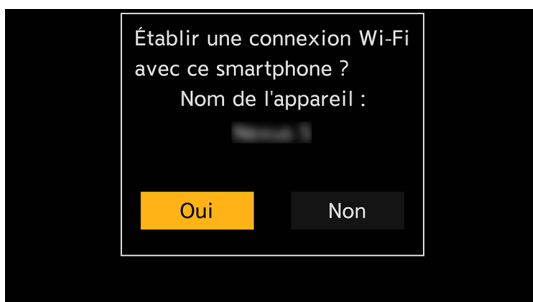 Établir une connexion Wi-Fi
avec ce smartphone ?
Nom de l'appareil :
Oui Non